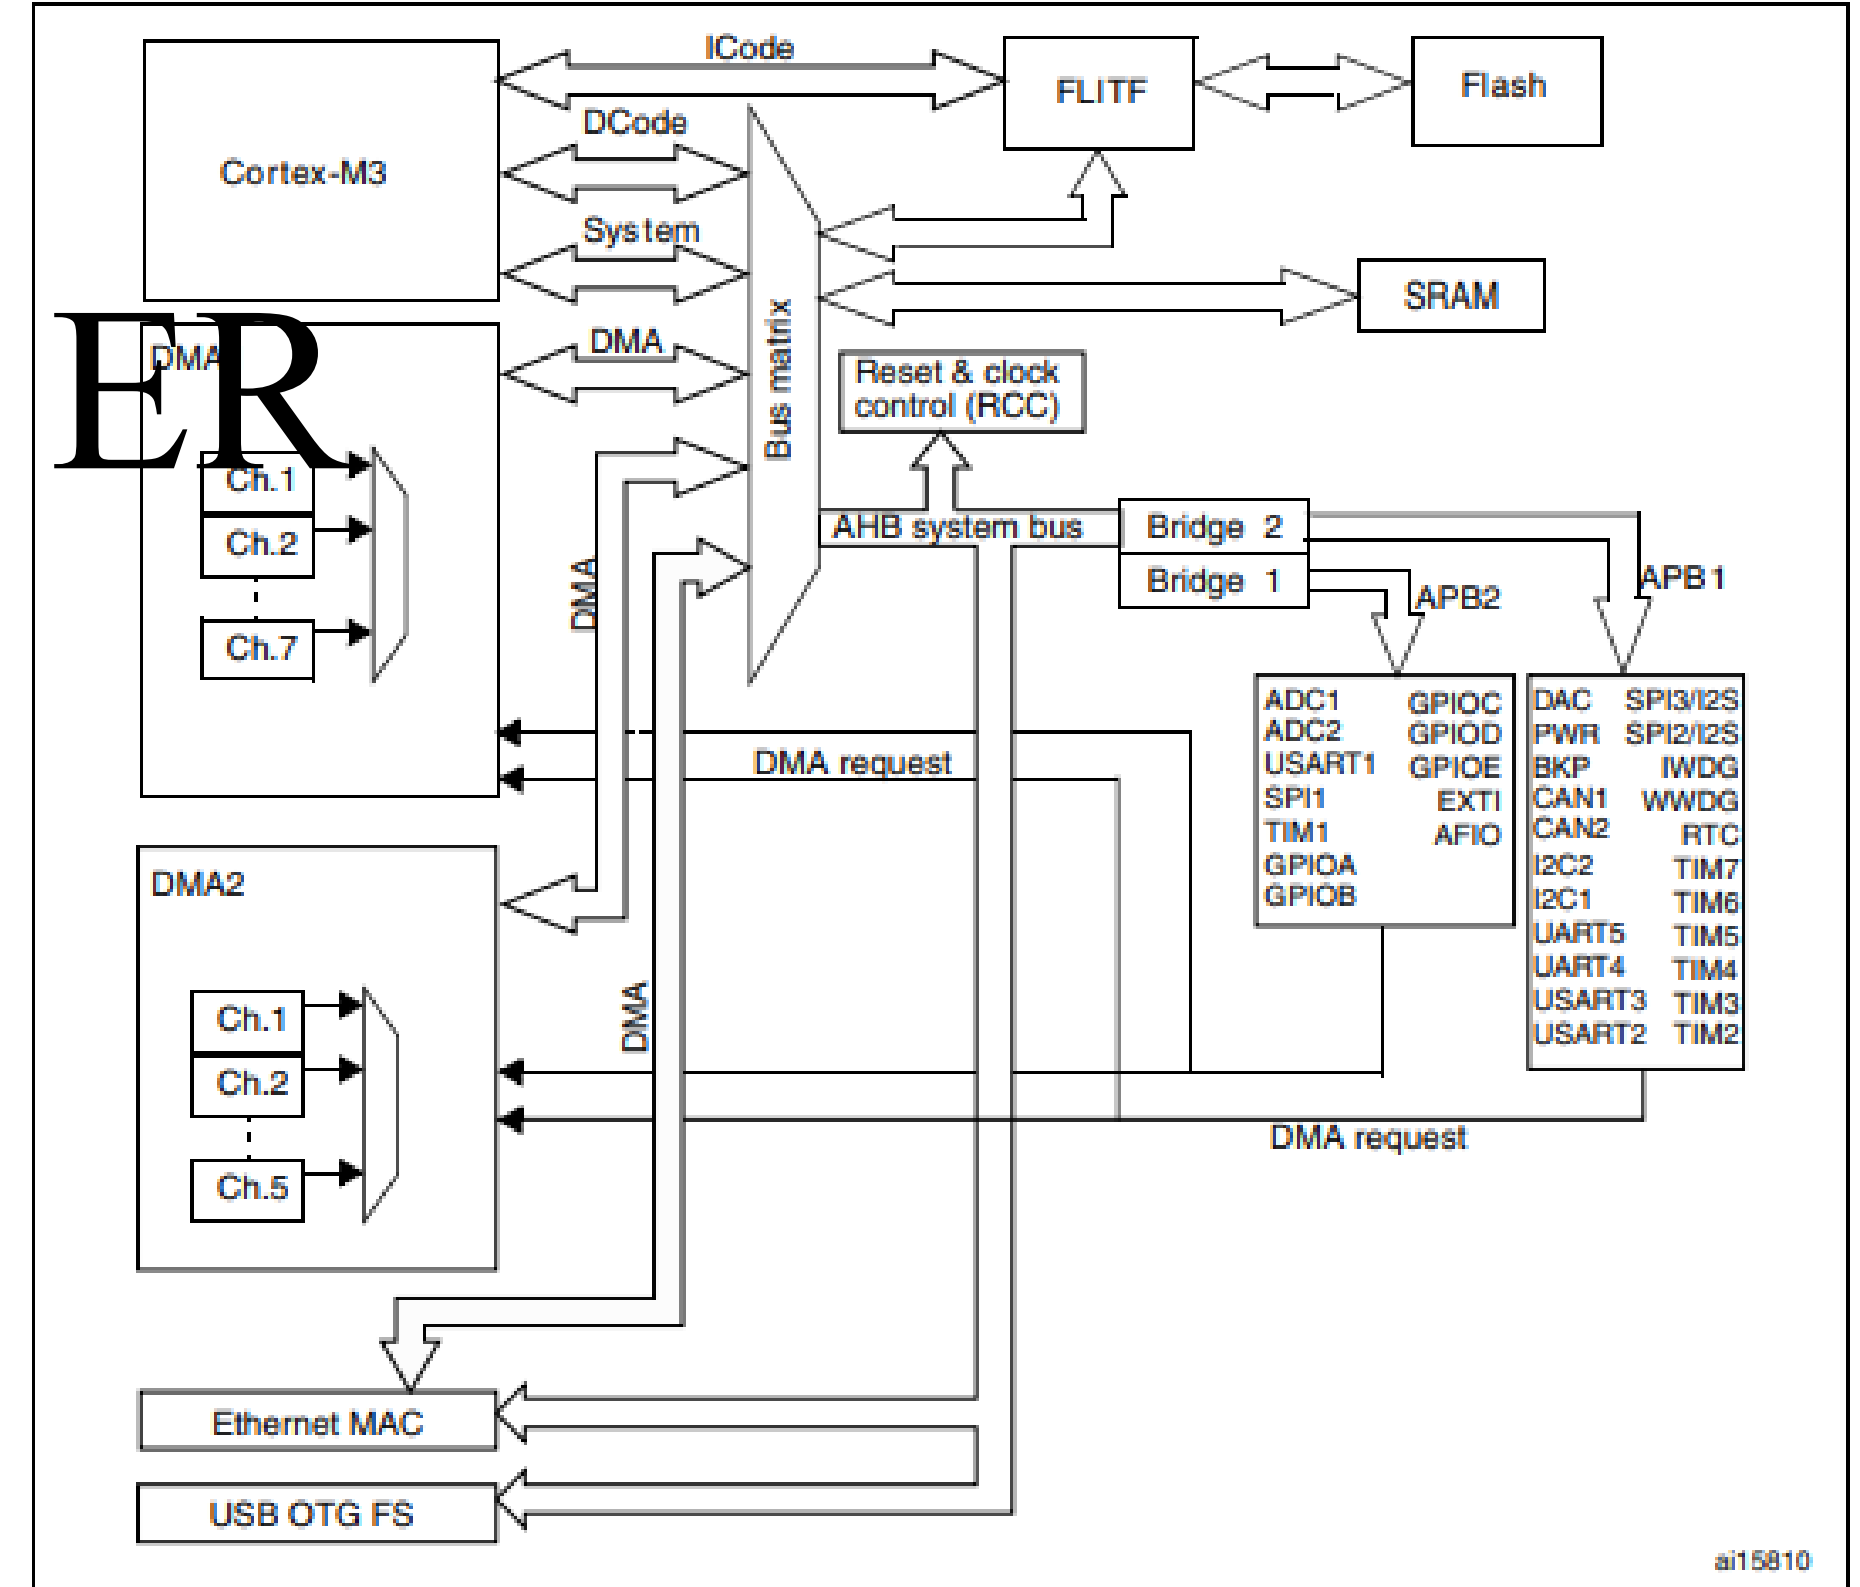 ICode
FLITF
Flash
DCode
Cortex-M3
System
SRAM
ER
DMA
DMA
Bus matrix
Reset & clock
control (RCC)
Ch.1
AHB system bus
Bridge 2
Ch.2
DMA
Bridge 1
APB2
APB1
Ch.7
ADC1 GPIOC
ADC2 GPIOD
USART1 GPIOE
SPI1 EXTI
TIM1 AFIO
GPIOA
GPIOB
DAC SPI3/I2S
PWR SPI2/I2S
BKP IWDG
CAN1 WWDG
CAN2 RTC
I2C2 TIM7
I2C1 TIM6
UART5 TIM5
UART4 TIM4
USART3 TIM3
USART2 TIM2
DMA request
DMA2
DMA
Ch.1
Ch.2
Ch.5
DMA request
Ethernet MAC
USB OTG FS
ai15810